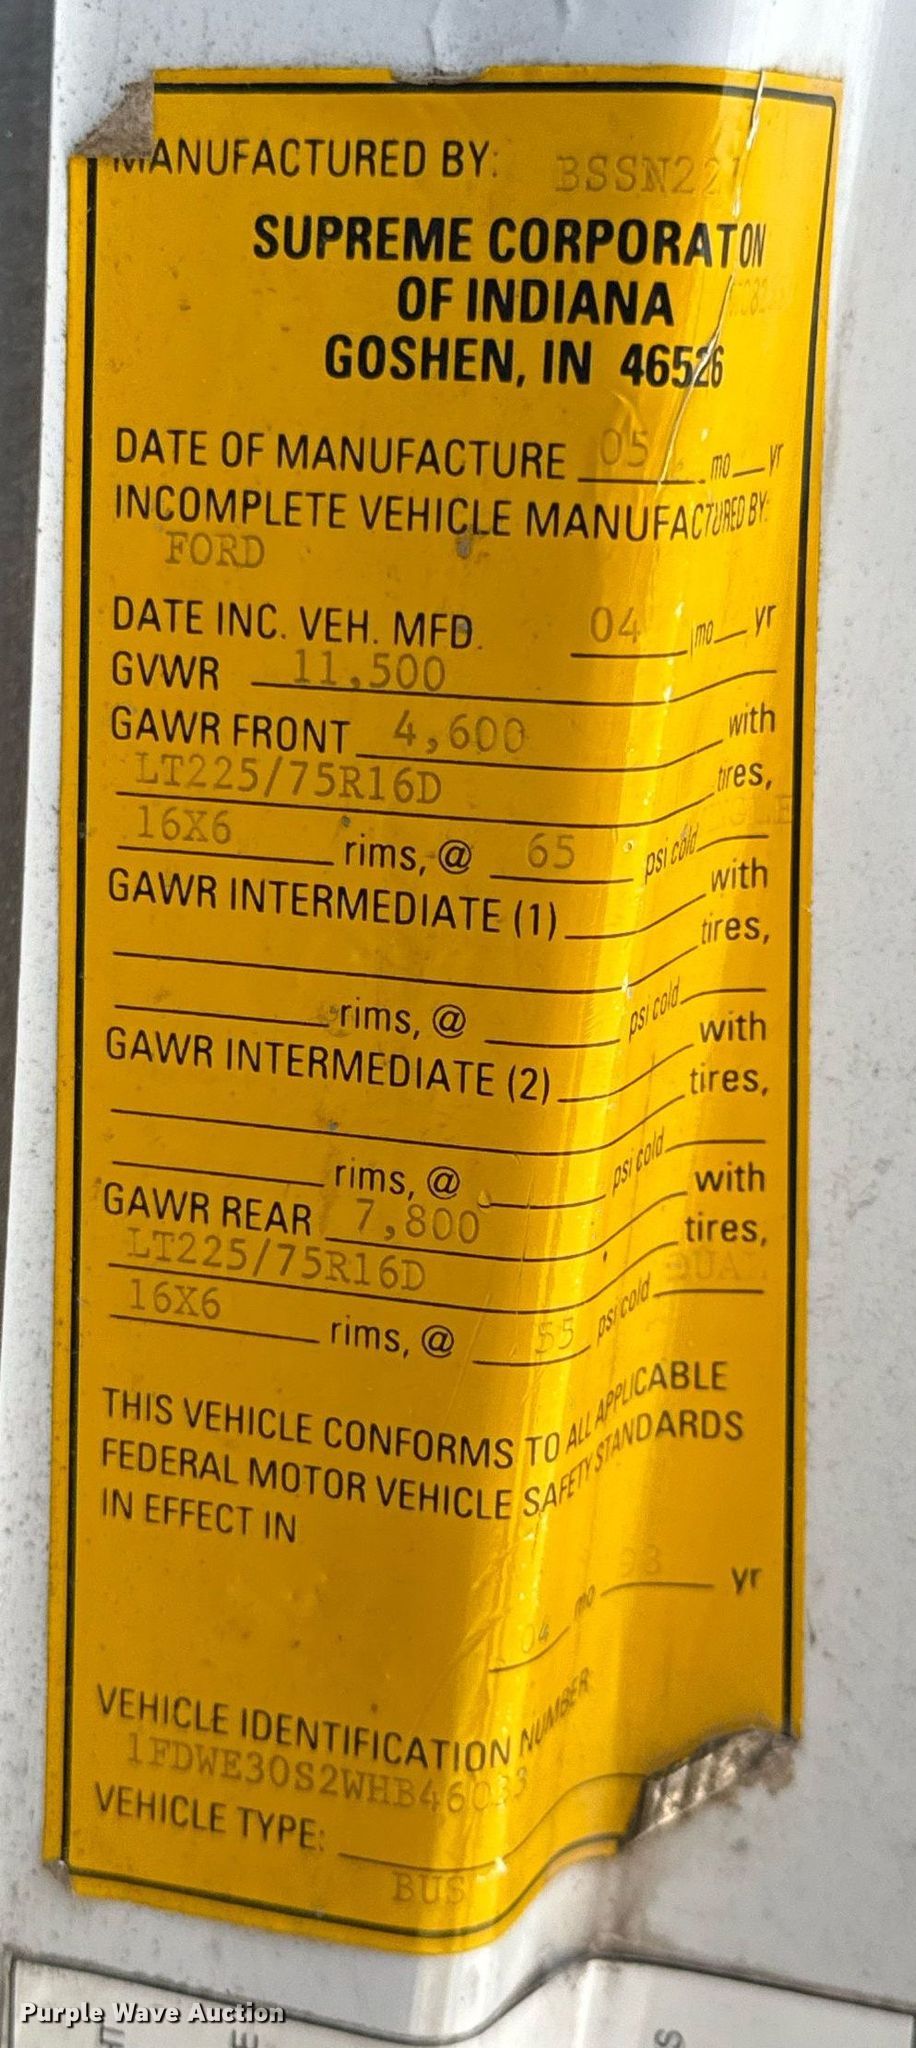 MANUFACTURED BY: BSSN221
SUPREME CORPORATON
OF INDIANA
GOSHEN, IN 46526
DATE OF MANUFACTURE 05 mo yr
INCOMPLETE VEHICLE MANUFACTURED BY:
FORD
DATE INC. VEH. MFD. 04 mo yr
GVWR 11,500
GAWR FRONT 4,600 with
LT225/75R16D tires,
16X6 rims, @ 65 psi cold
GAWR INTERMEDIATE (1) with
tires,
rims, @ psi cold
GAWR INTERMEDIATE (2) with
tires,
rims, @ psi cold
GAWR REAR 7,800 with
LT225/75R16D tires,
16X6 rims, @ 55 psi cold
THIS VEHICLE CONFORMS TO ALL APPLICABLE
FEDERAL MOTOR VEHICLE SAFETY STANDARDS
IN EFFECT IN
04 mo 98 yr
VEHICLE IDENTIFICATION NUMBER
1FDWE30S2WHB46033
VEHICLE TYPE:
BUS
Purple Wave Auction